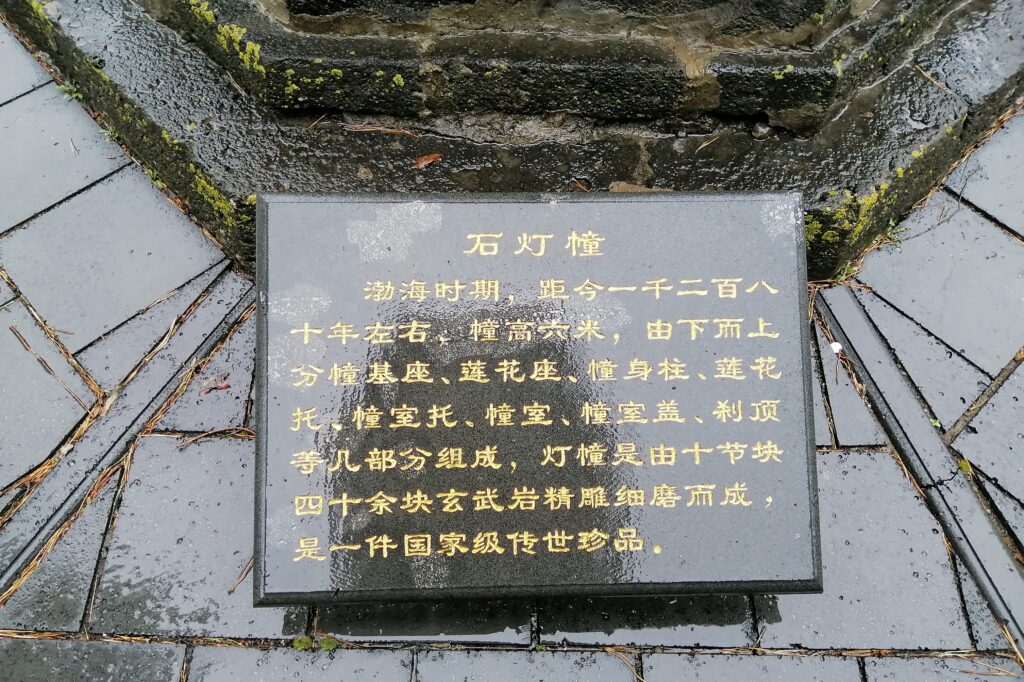 石灯幢
渤海时期，距今一千二百八
十年左右，幢高六米，由下而上
分幢基座、莲花座、幢身柱、莲花
托、幢室托、幢室、幢室盖、刹顶
等几部分组成，灯幢是由十节块
四十余块玄武岩精雕细磨而成，
是一件国家级传世珍品。